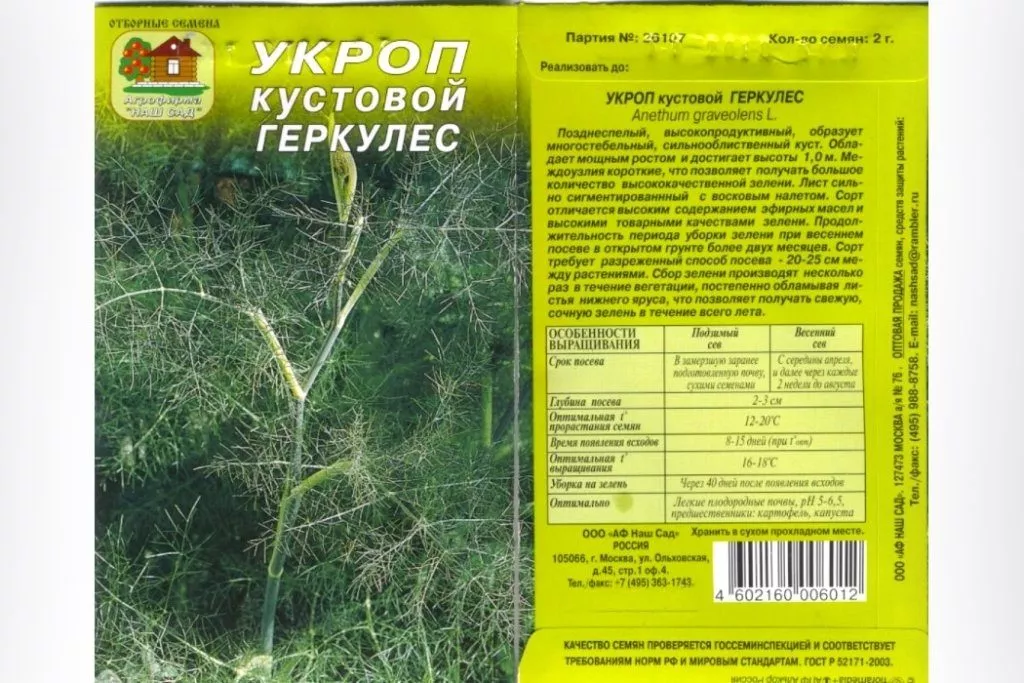 ОТБОРНЫЕ СЕМЕНА
Агрофирма
"НАШ САД"
УКРОП
КУСТОВОЙ
ГЕРКУЛЕС
Партия №: 26107 Кол-во семян: 2 г.
Реализовать до:
УКРОП кустовой ГЕРКУЛЕС
Anethum graveolens L.
Позднеспелый, высокопродуктивный, образует
многостебельный, сильнооблиственный куст. Обла-
дает мощным ростом и достигает высоты 1,0 м. Ме-
ждоузлия короткие, что позволяет получать большое
количество высококачественной зелени. Лист силь-
но сигментированнный с восковым налетом. Сорт
отличается высоким содержанием эфирных масел и
высокими товарными качествами зелени. Продол-
жительность периода уборки зелени при весеннем
посеве в открытом грунте более двух месяцев. Сорт
требует разреженный способ посева - 20-25 см ме-
жду растениями. Сбор зелени производят несколько
раз в течение вегетации, постепенно обламывая ли-
стья нижнего яруса, что позволяет получать свежую,
сочную зелень в течение всего лета.
ОСОБЕННОСТИ ВЫРАЩИВАНИЯ Подзимый сев Весенний сев
Срок посева В замерзшую заранее подготовленную почву, сухими семенами С середины апреля, и далее через каждые 2 недели до августа
Глубина посева 2-3 см
Оптимальная t° прорастания семян 12-20°С
Время появления всходов 8-15 дней (при t°опт)
Оптимальная t° выращивания 16-18°С
Уборка на зелень Через 40 дней после появления всходов
Оптимально Легкие плодородные почвы, pH 5-6,5, предшественники: картофель, капуста
ООО «АФ Наш Сад» Хранить в сухом прохладном месте.
РОССИЯ
105066, г. Москва, ул. Ольховская,
д.45, стр.1 оф.4.
Тел./факс: +7 (495) 363-1743.
4 602160 006012
КАЧЕСТВО СЕМЯН ПРОВЕРЯЕТСЯ ГОССЕМИНСПЕКЦИЕЙ И СООТВЕТСТВУЕТ
ТРЕБОВАНИЯМ НОРМ РФ И МИРОВЫМ СТАНДАРТАМ. ГОСТ Р 52171-2003.
ООО «АФ НАШ САД». 127473 МОСКВА а/я № 76 . ОПТОВАЯ ПРОДАЖА семян, средств защиты растений:
Тел./факс: (495) 988-8758. E-mail: nashsad@rambler.ru